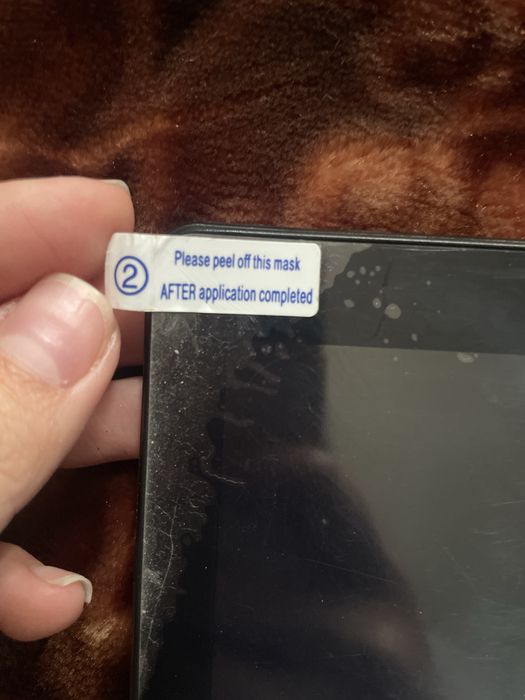 ②
Please peel off this mask
AFTER application completed